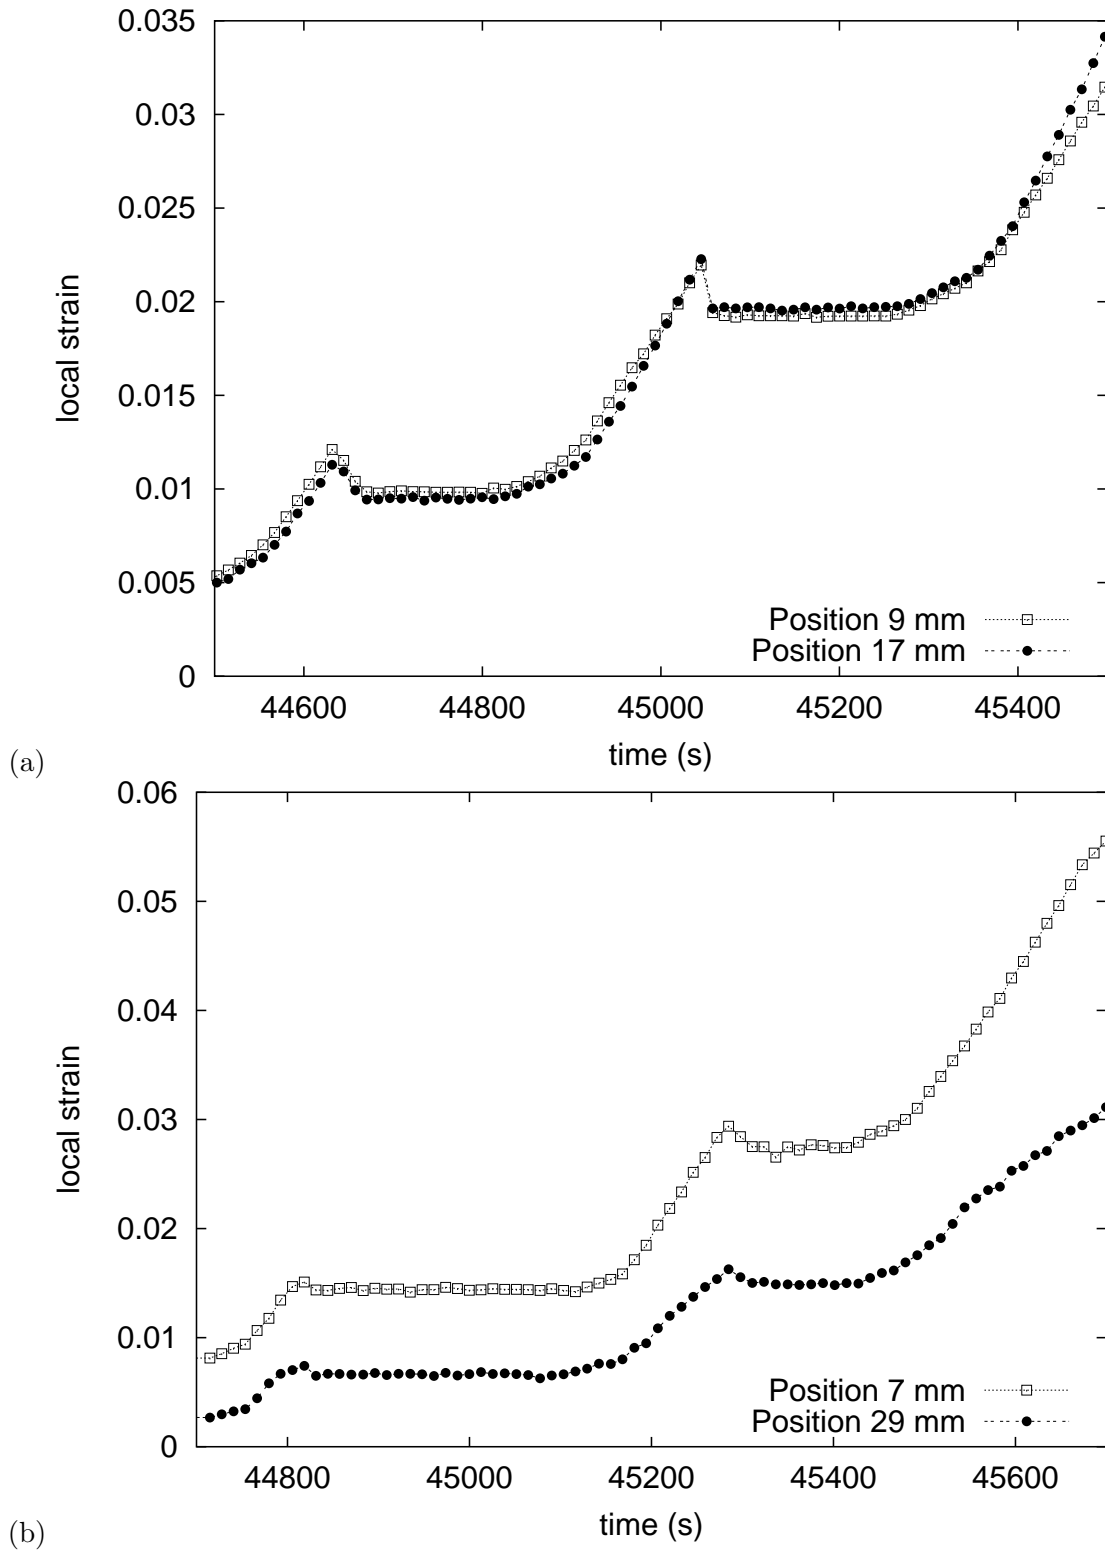 0.035
0.03
0.025
0.02
0.015
0.01
0.005
0
local strain
Position 9 mm
Position 17 mm
44600 44800 45000 45200 45400
time (s)
(a)
0.06
0.05
0.04
0.03
0.02
0.01
0
local strain
Position 7 mm
Position 29 mm
44800 45000 45200 45400 45600
time (s)
(b)